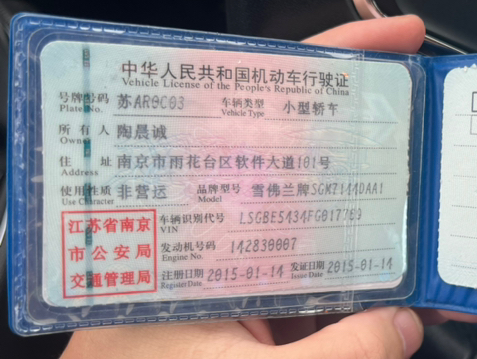 中华人民共和国机动车行驶证
Vehicle License of the People's Republic of China
号牌号码 苏AR0C03 车辆类型 小型轿车
Plate No. Vehicle Type
所有人 陶晨诚
Owner
住址 南京市雨花台区软件大道101号
Address
使用性质 非营运 品牌型号 雪佛兰牌SGM7144DAA1
Use Character Model
江苏省南京
市公安局
交通管理局
车辆识别代号 LSGBE5434FG017769
VIN
发动机号码 142830007
Engine No.
注册日期 2015-01-14 发证日期 2015-01-14
Register Date Issue Date